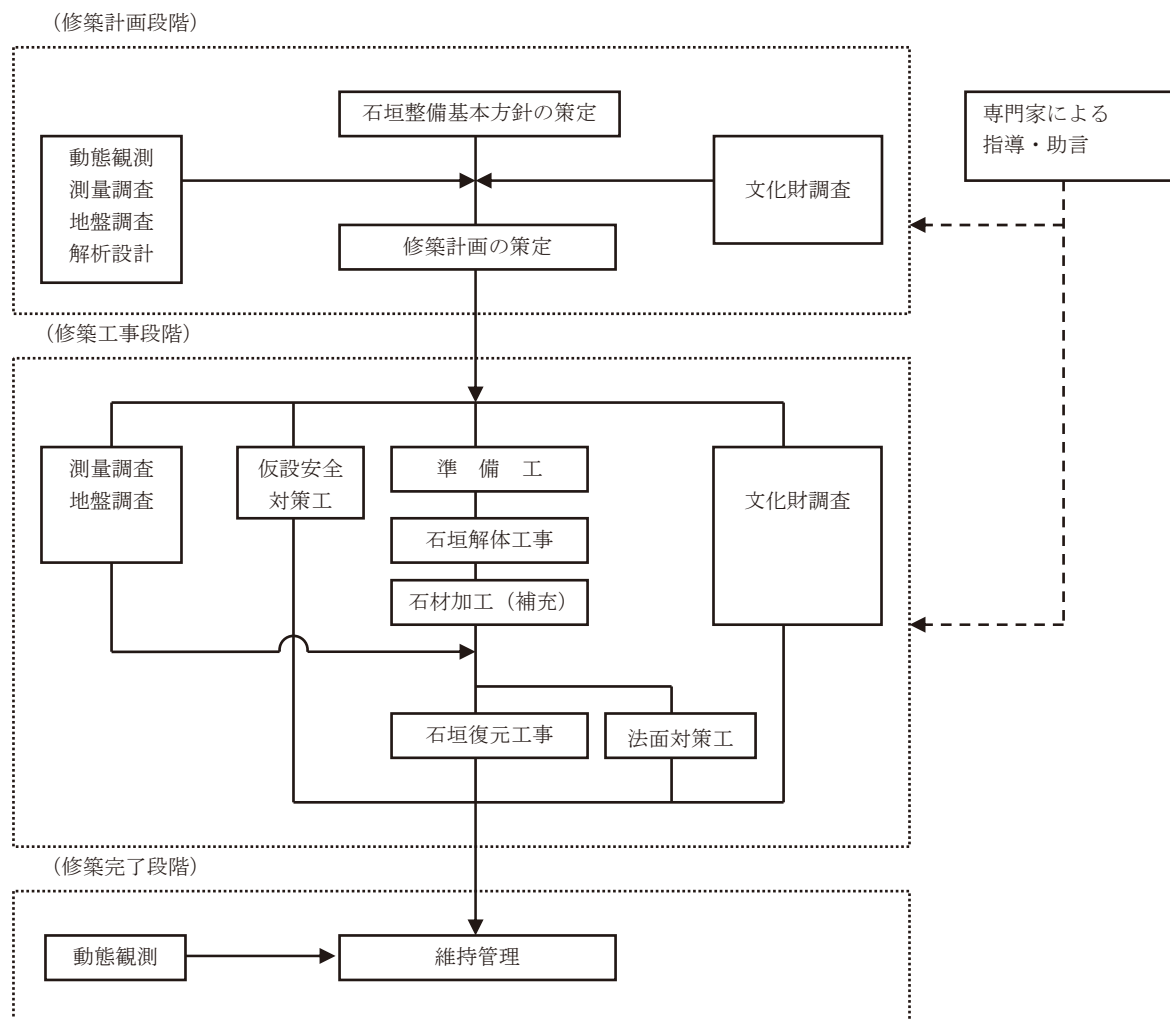 （修築計画段階）
石垣整備基本方針の策定
専門家による
指導・助言
動態観測
測量調査
地盤調査
解析設計
文化財調査
修築計画の策定
（修築工事段階）
測量調査
地盤調査
仮設安全
対策工
準　備　工
文化財調査
石垣解体工事
石材加工（補充）
石垣復元工事
法面対策工
（修築完了段階）
動態観測
維持管理